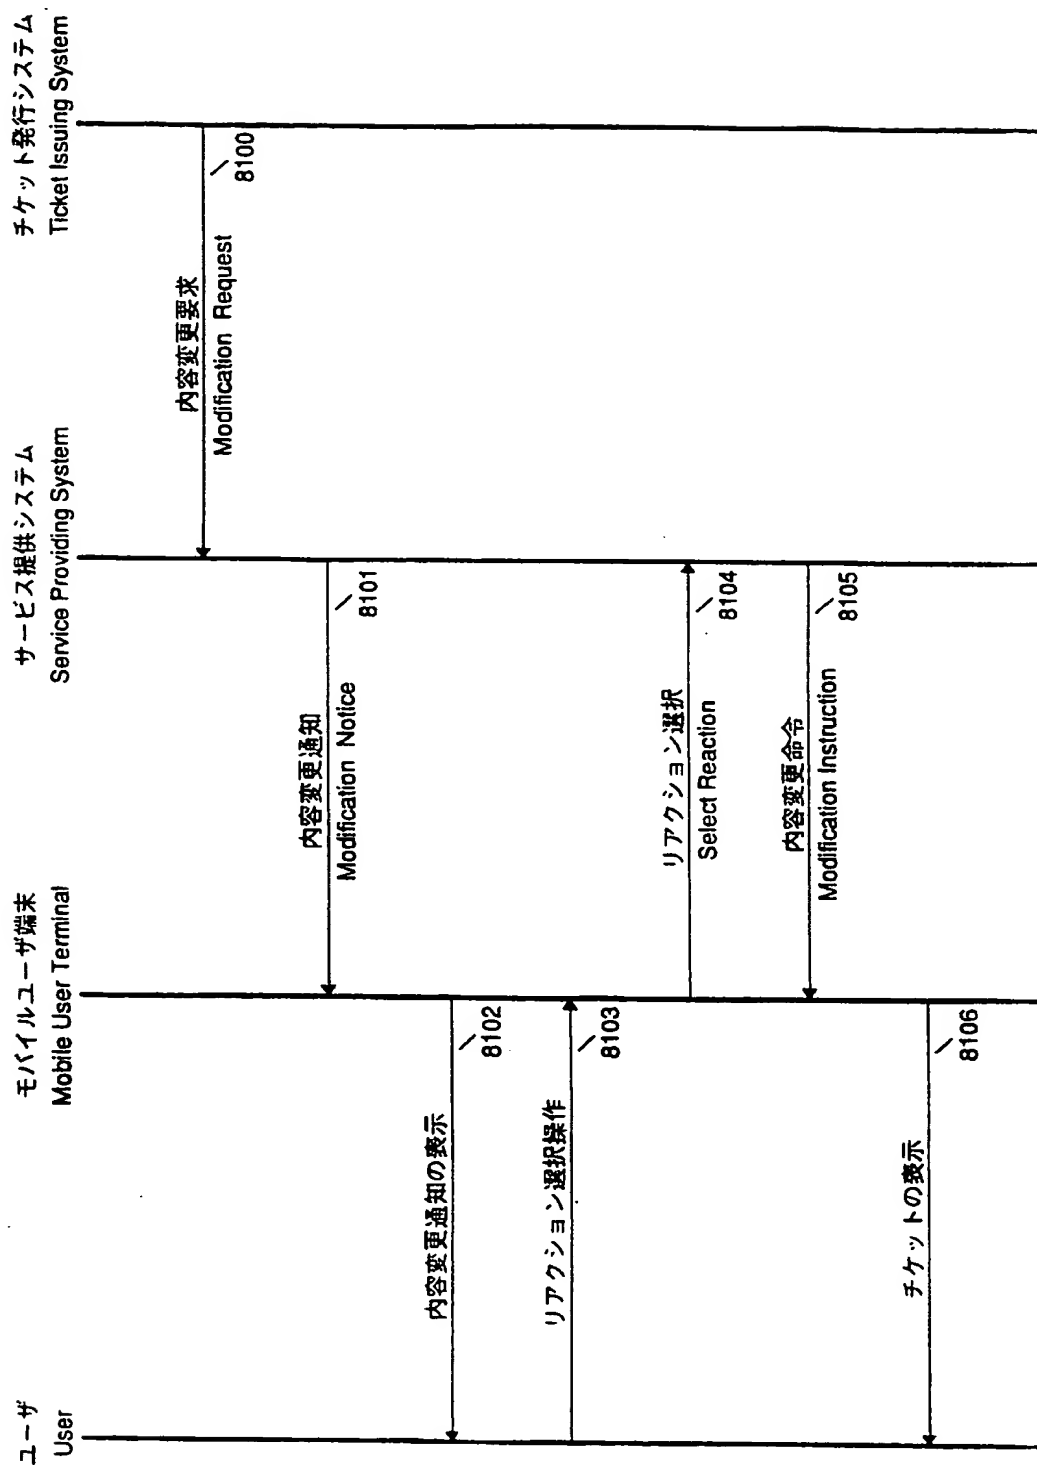 ユーザ
User
モバイルユーザ端末
Mobile User Terminal
サービス提供システム
Service Providing System
チケット発行システム
Ticket Issuing System
内容変更要求
Modification Request
8100
内容変更通知
Modification Notice
8101
内容変更通知の表示
8102
リアクション選択操作
8103
リアクション選択
Select Reaction
8104
内容変更命令
Modification Instruction
8105
チケットの表示
8106